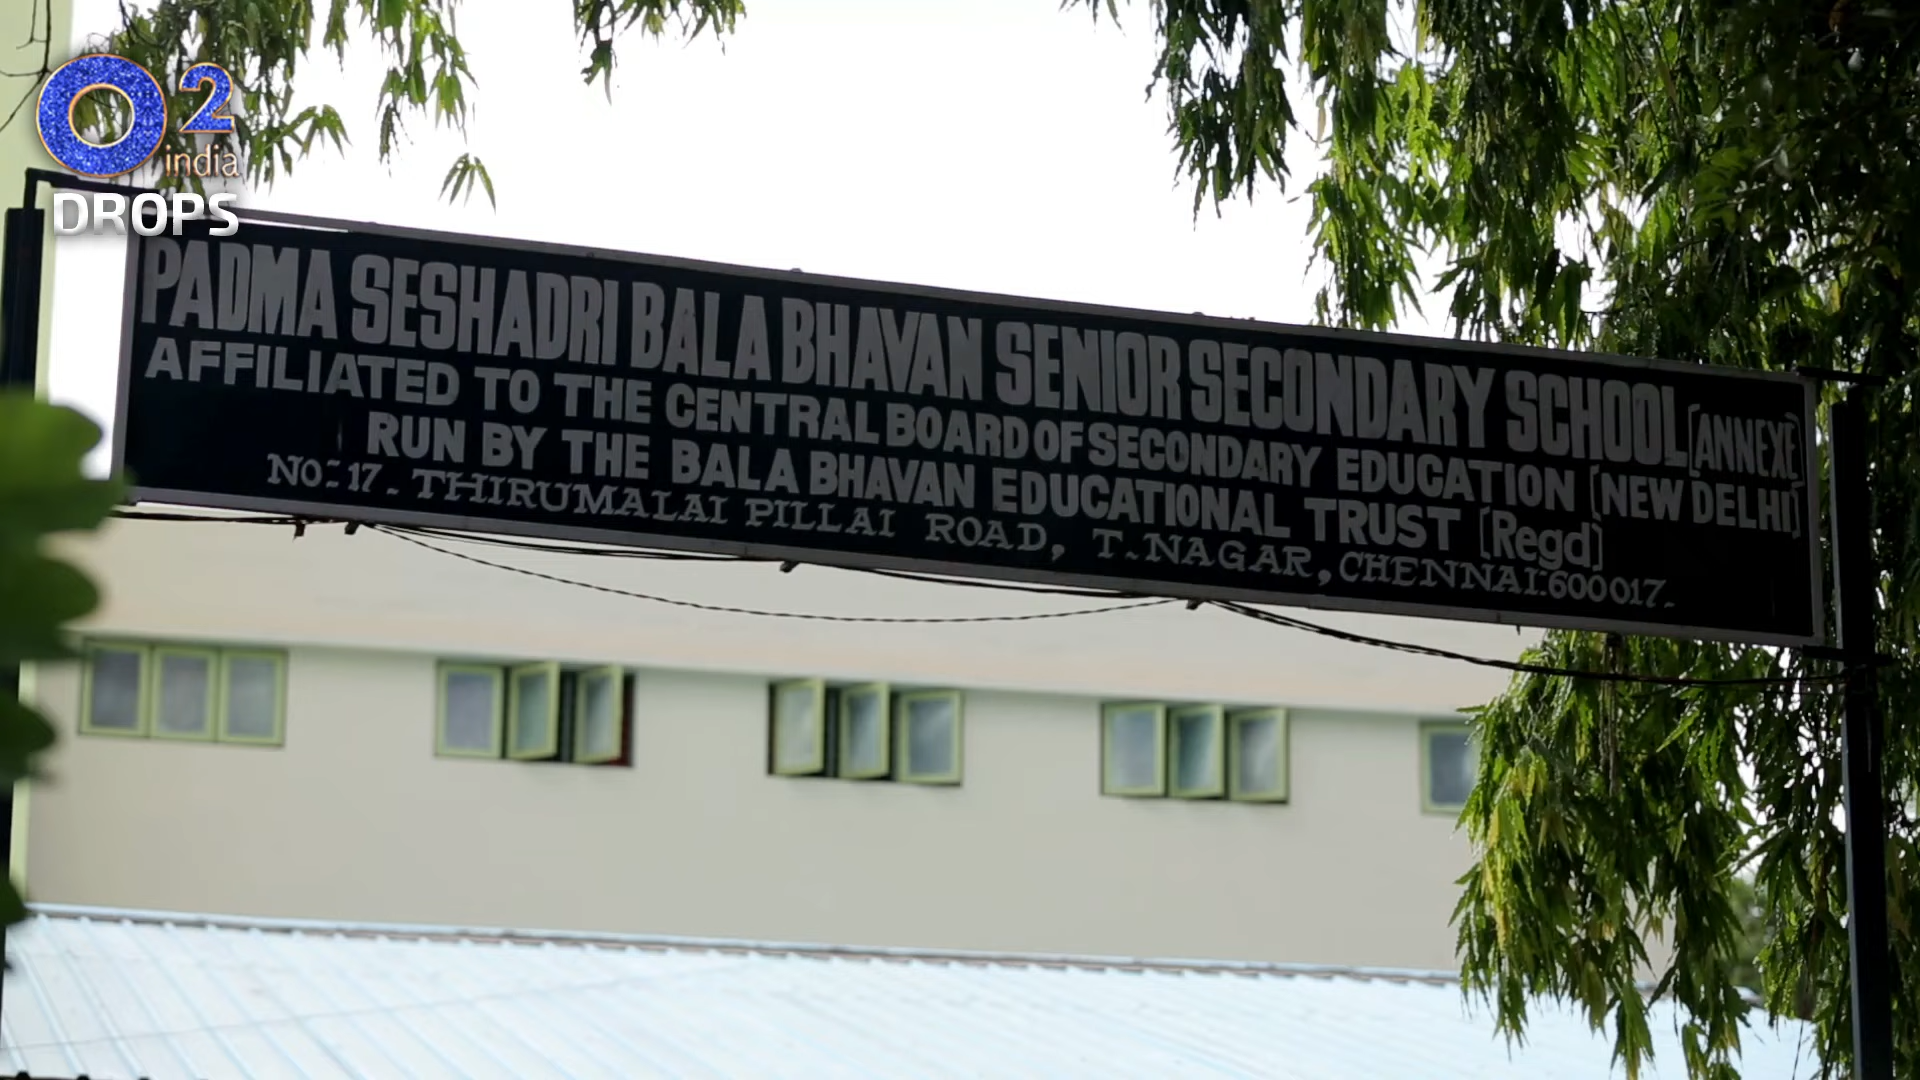 O2
india
DROPS
PADMA SESHADRI BALA BHAVAN SENIOR SECONDARY SCHOOL [ANNEXE]
AFFILIATED TO THE CENTRAL BOARD OF SECONDARY EDUCATION [NEW DELHI]
RUN BY THE BALA BHAVAN EDUCATIONAL TRUST [Regd]
No:-17. THIRUMALAI PILLAI ROAD, T.NAGAR, CHENNAI.600017.